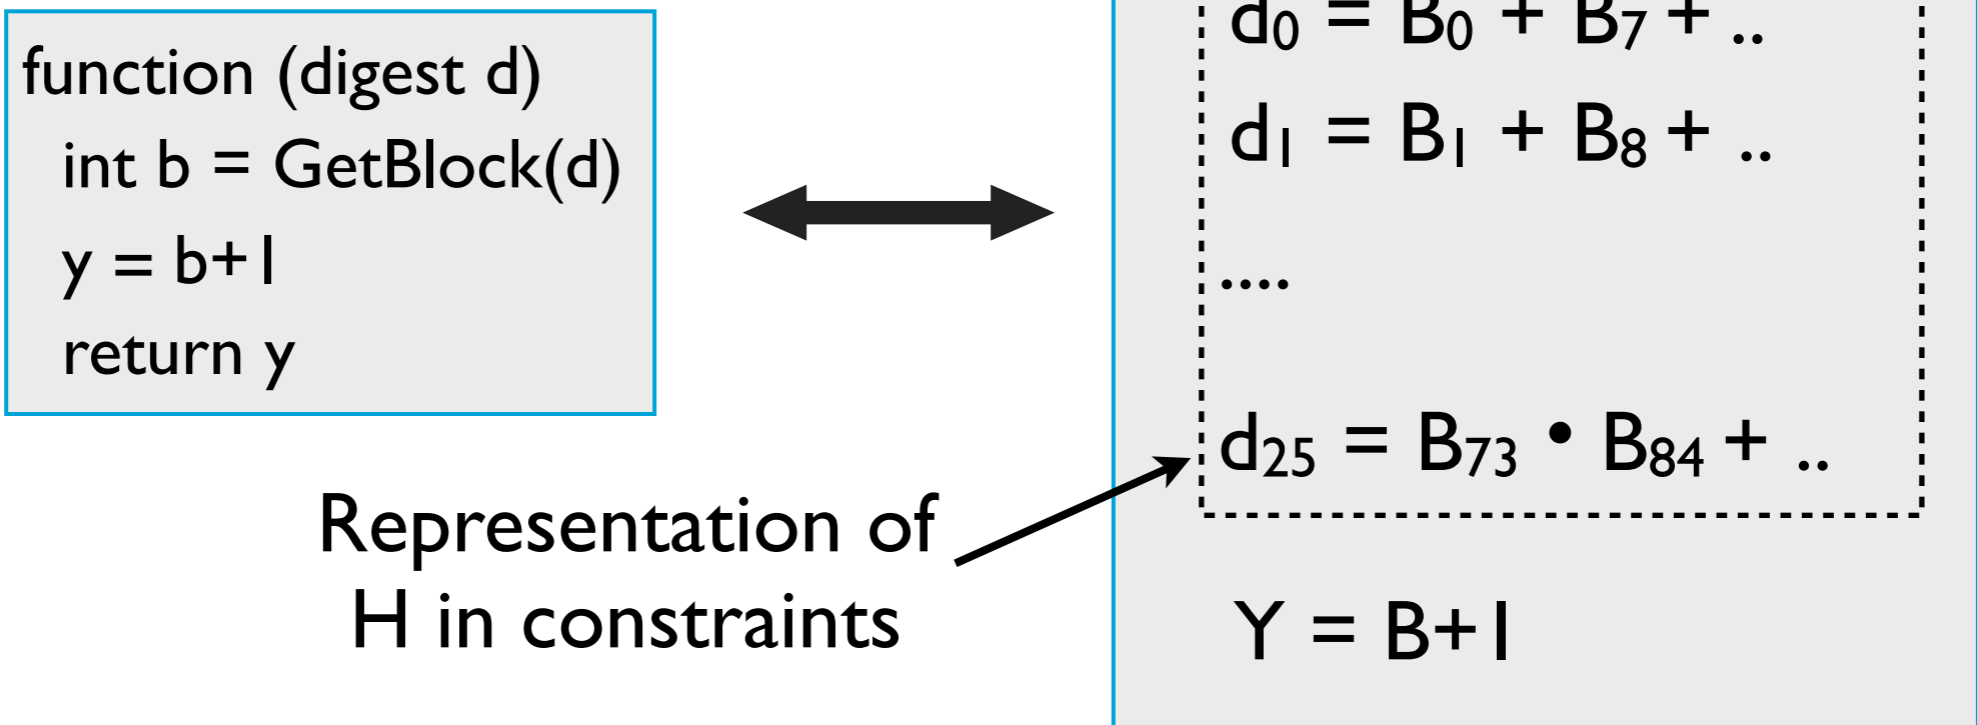 function (digest d)
int b = GetBlock(d)
y = b+1
return y
Representation of
H in constraints
d₀ = B₀ + B₇ + ..
d₁ = B₁ + B₈ + ..
....
d₂₅ = B₇₃ • B₈₄ + ..
Y = B+1